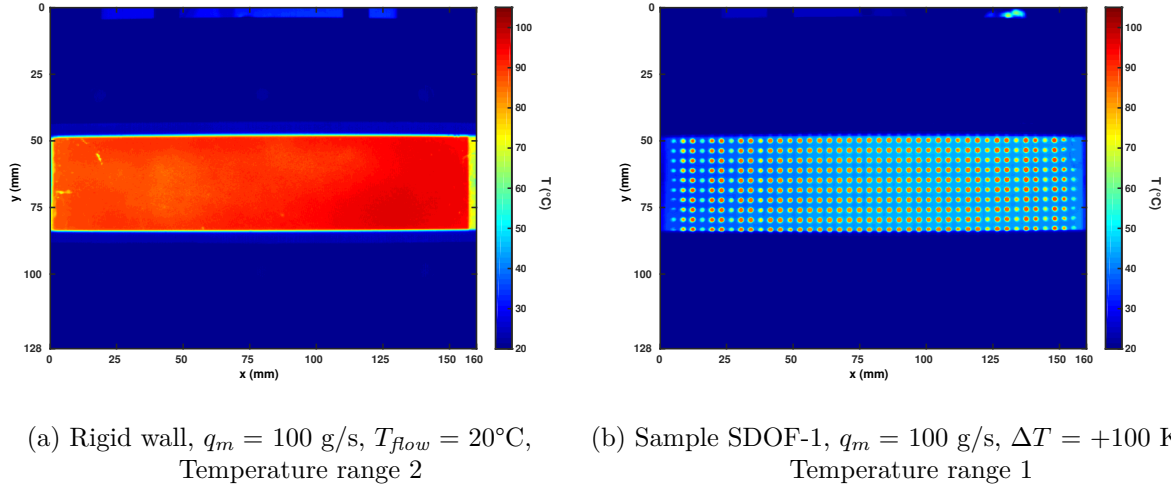 0
25
50
75
100
128
y (mm)
0 25 50 75 100 125 150 160
x (mm)
100
90
80
70
60
50
40
30
20
T (°C)
0
25
50
75
100
128
y (mm)
0 25 50 75 100 125 150 160
x (mm)
100
90
80
70
60
50
40
30
20
T (°C)
(a) Rigid wall, qm = 100 g/s, Tflow = 20°C,
Temperature range 2
(b) Sample SDOF-1, qm = 100 g/s, ΔT = +100 K
Temperature range 1